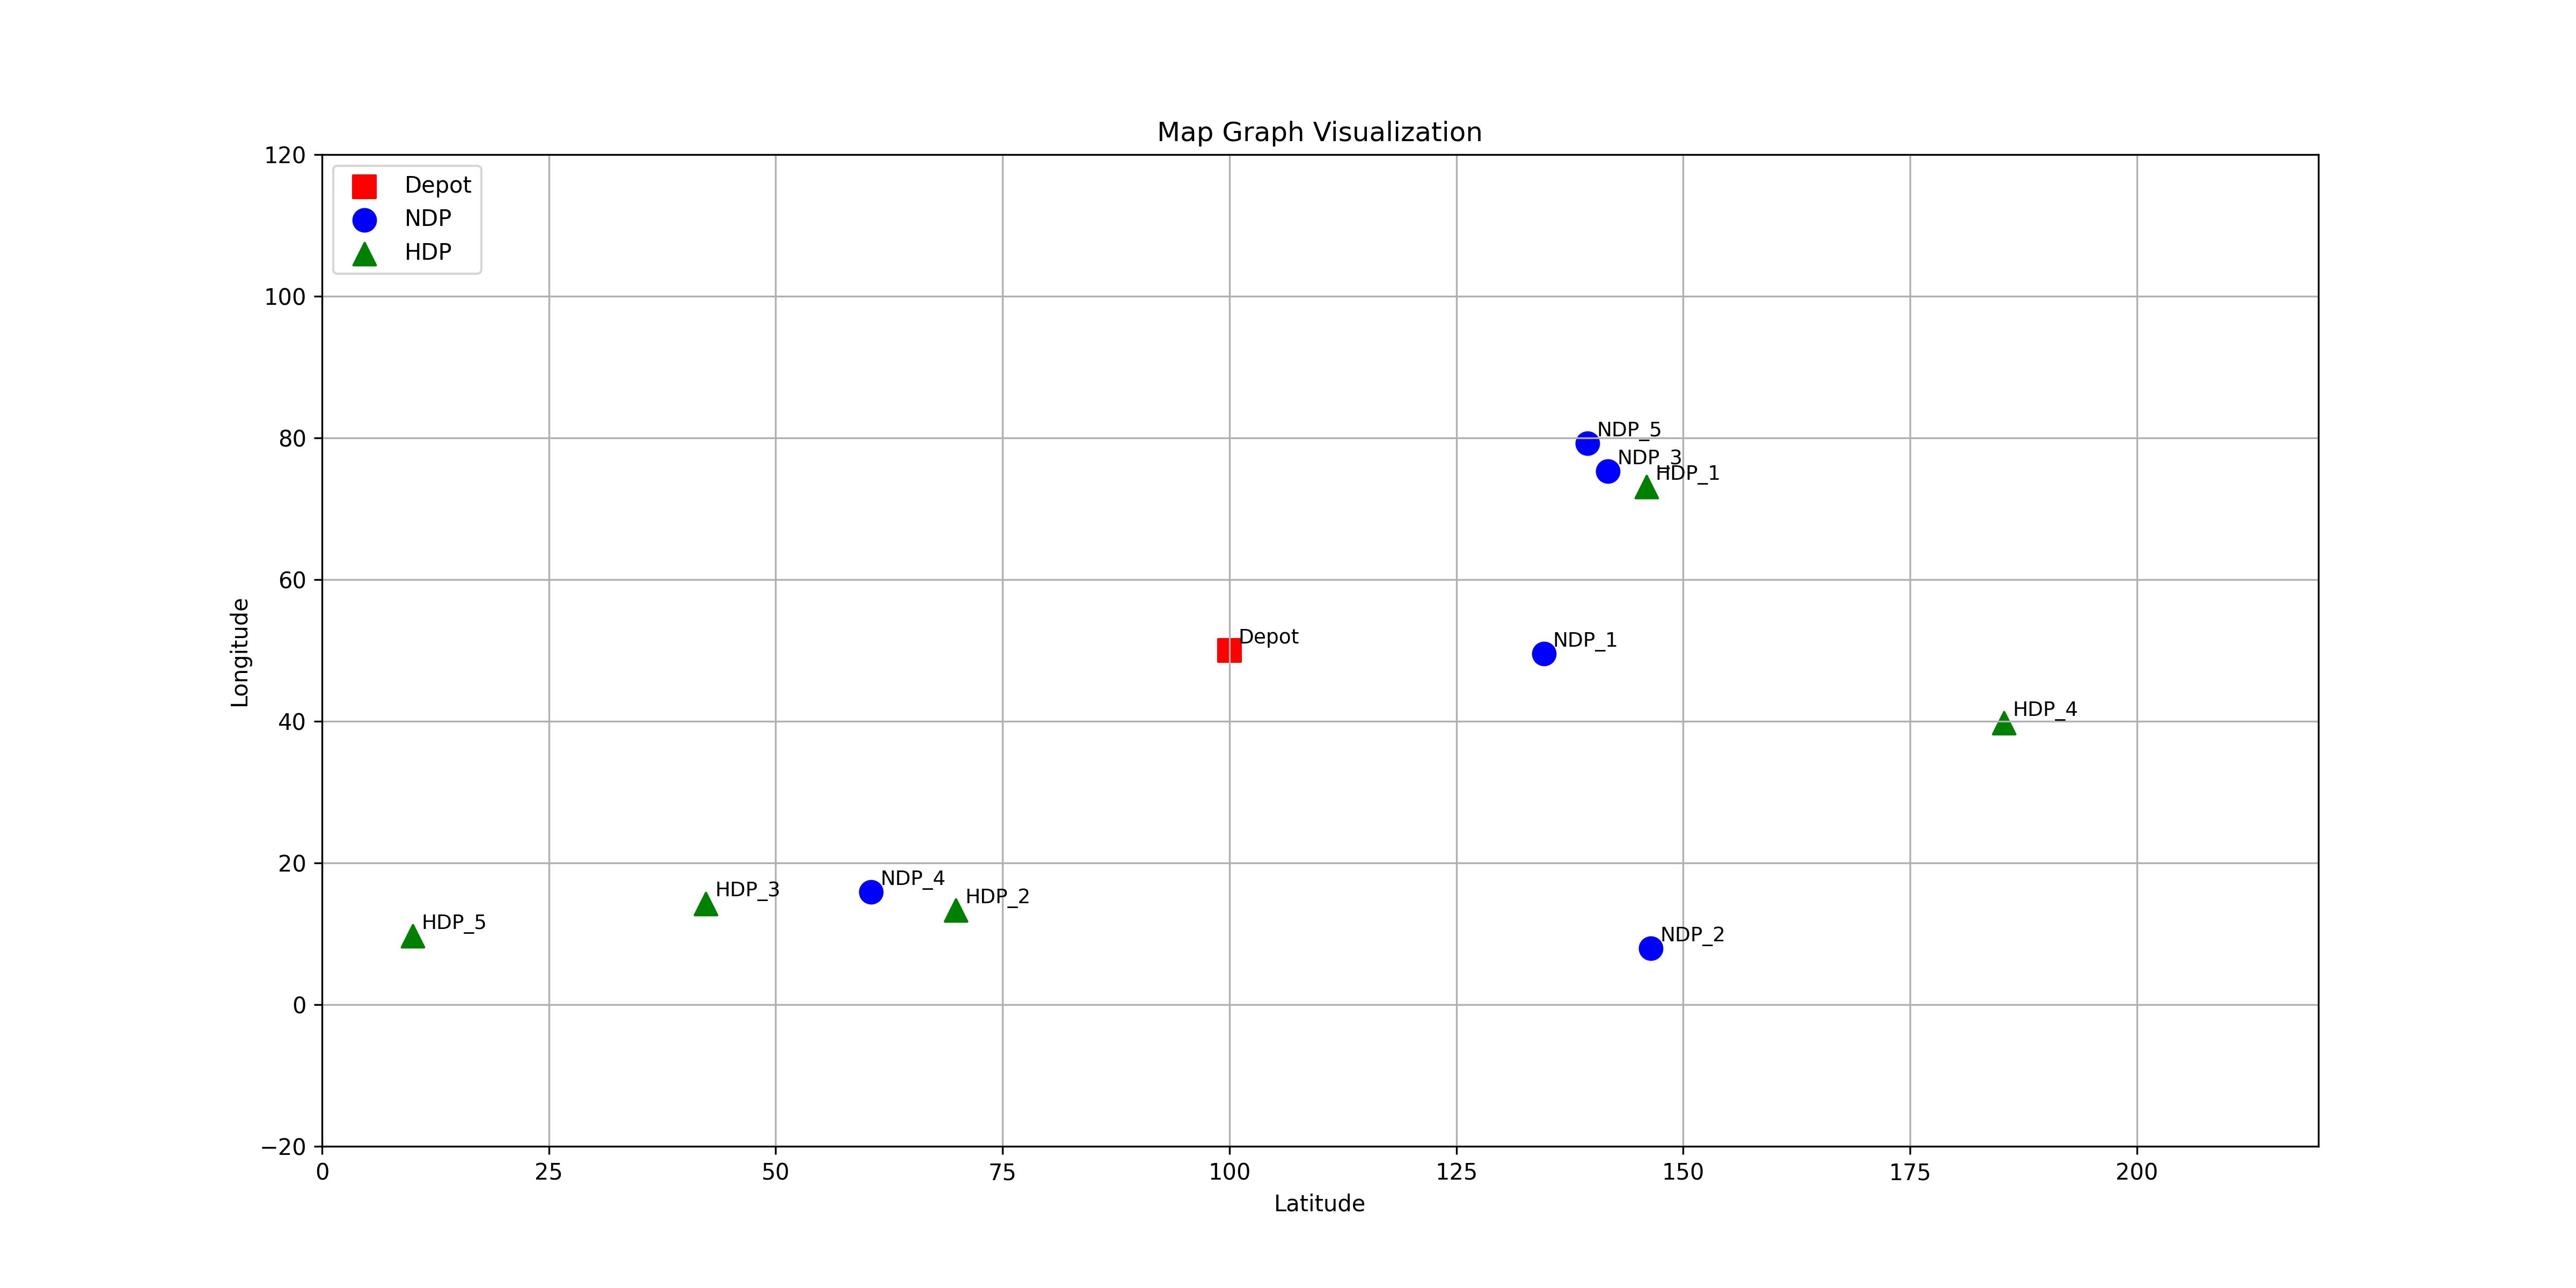 Map Graph Visualization
120
100
80
60
40
20
0
−20
Longitude
Depot
NDP
HDP
NDP_5
NDP_3
HDP_1
Depot
NDP_1
HDP_4
HDP_3
NDP_4
HDP_2
HDP_5
NDP_2
0 25 50 75 100 125 150 175 200
Latitude